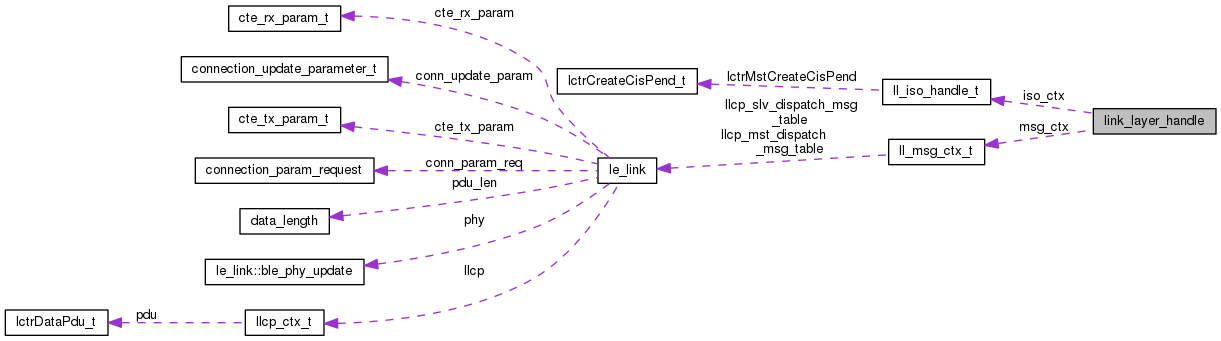 cte_rx_param_t
cte_rx_param
connection_update_parameter_t
conn_update_param
lctrCreateCisPend_t
lctrMstCreateCisPend
ll_iso_handle_t
iso_ctx
link_layer_handle
cte_tx_param_t
cte_tx_param
llcp_slv_dispatch_msg
_table
llcp_mst_dispatch
_msg_table
msg_ctx
ll_msg_ctx_t
connection_param_request
conn_param_req
le_link
pdu_len
data_length
phy
le_link::ble_phy_update
llcp
lctrDataPdu_t
pdu
llcp_ctx_t